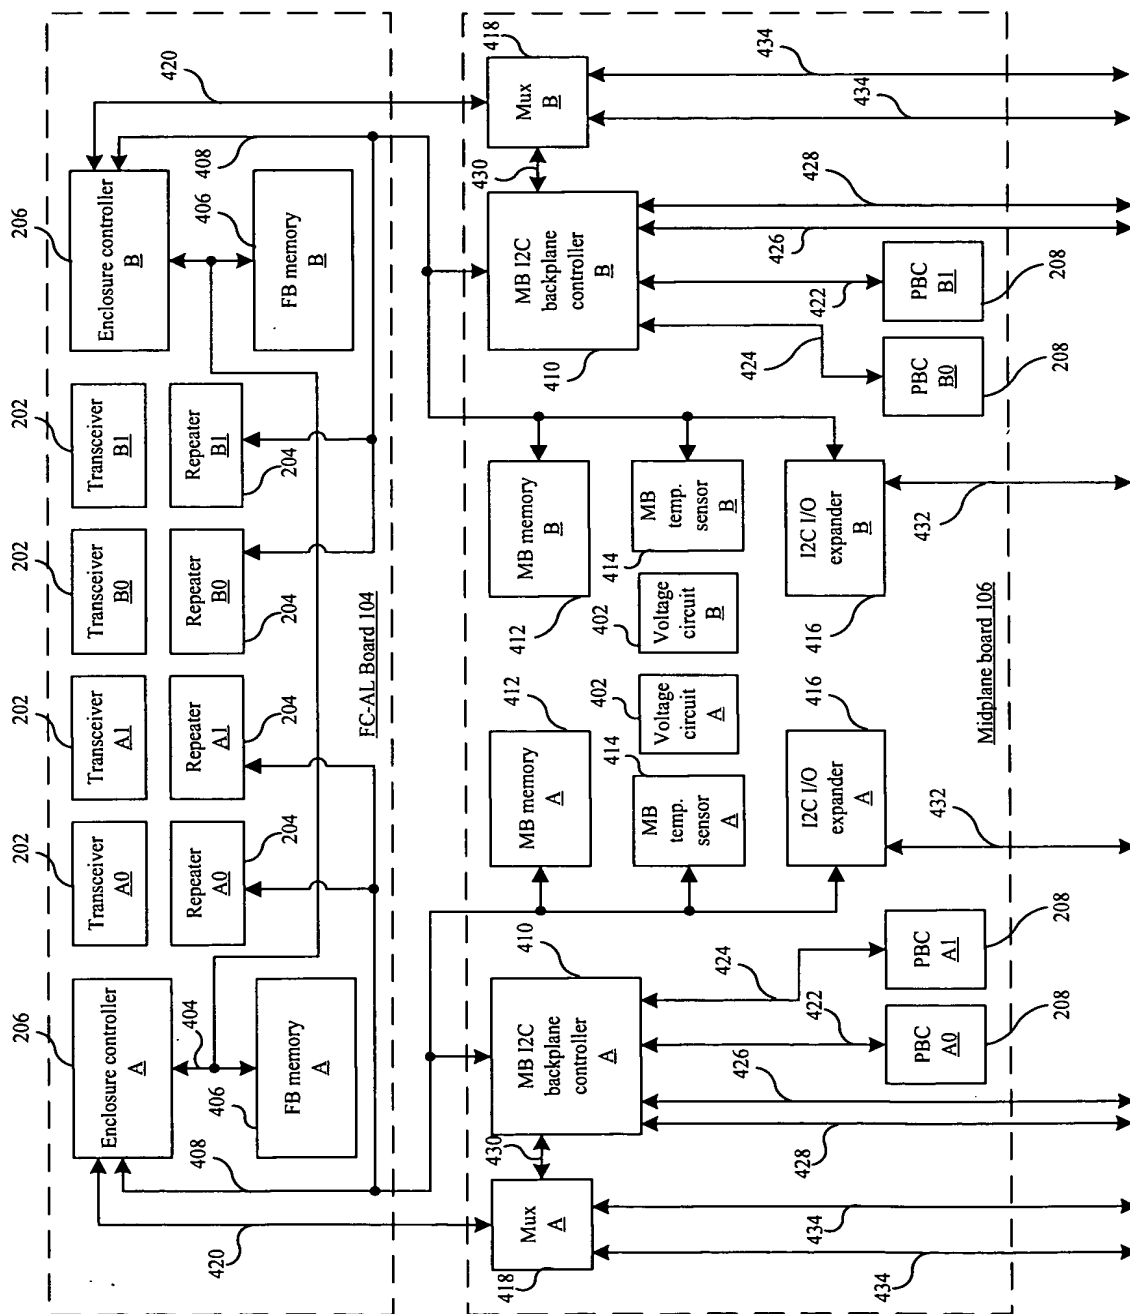 206
202
202
202
202
206
Enclosure controller
A
Transceiver
A0
Transceiver
A1
Transceiver
B0
Transceiver
B1
Enclosure controller
B
420
408
404
406
Repeater
A0
204
Repeater
A1
204
Repeater
B0
204
Repeater
B1
204
406
408
420
FB memory
A
FB memory
B
FC-AL Board 104
418
Mux
A
430
MB I2C
backplane
controller
A
410
MB memory
A
412
412
MB memory
B
410
MB I2C
backplane
controller
B
430
Mux
B
418
MB
temp.
sensor
A
414
Voltage
circuit
A
402
Voltage
circuit
B
402
MB
temp.
sensor
B
414
I2C I/O
expander
A
416
I2C I/O
expander
B
416
434
434
428
426
422
424
PBC
A0
208
PBC
A1
208
432
432
PBC
B0
208
PBC
B1
208
424
422
426
428
434
434
Midplane board 106